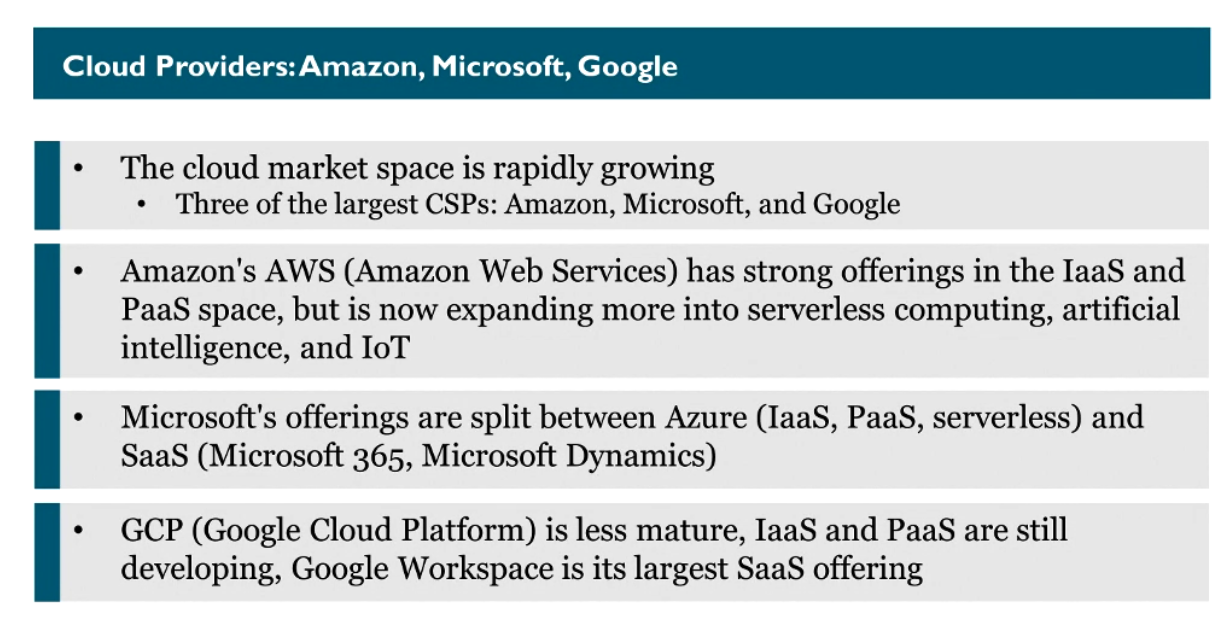 Cloud Providers: Amazon, Microsoft, Google
• The cloud market space is rapidly growing
• Three of the largest CSPs: Amazon, Microsoft, and Google
• Amazon's AWS (Amazon Web Services) has strong offerings in the IaaS and
PaaS space, but is now expanding more into serverless computing, artificial
intelligence, and IoT
• Microsoft's offerings are split between Azure (IaaS, PaaS, serverless) and
SaaS (Microsoft 365, Microsoft Dynamics)
• GCP (Google Cloud Platform) is less mature, IaaS and PaaS are still
developing, Google Workspace is its largest SaaS offering